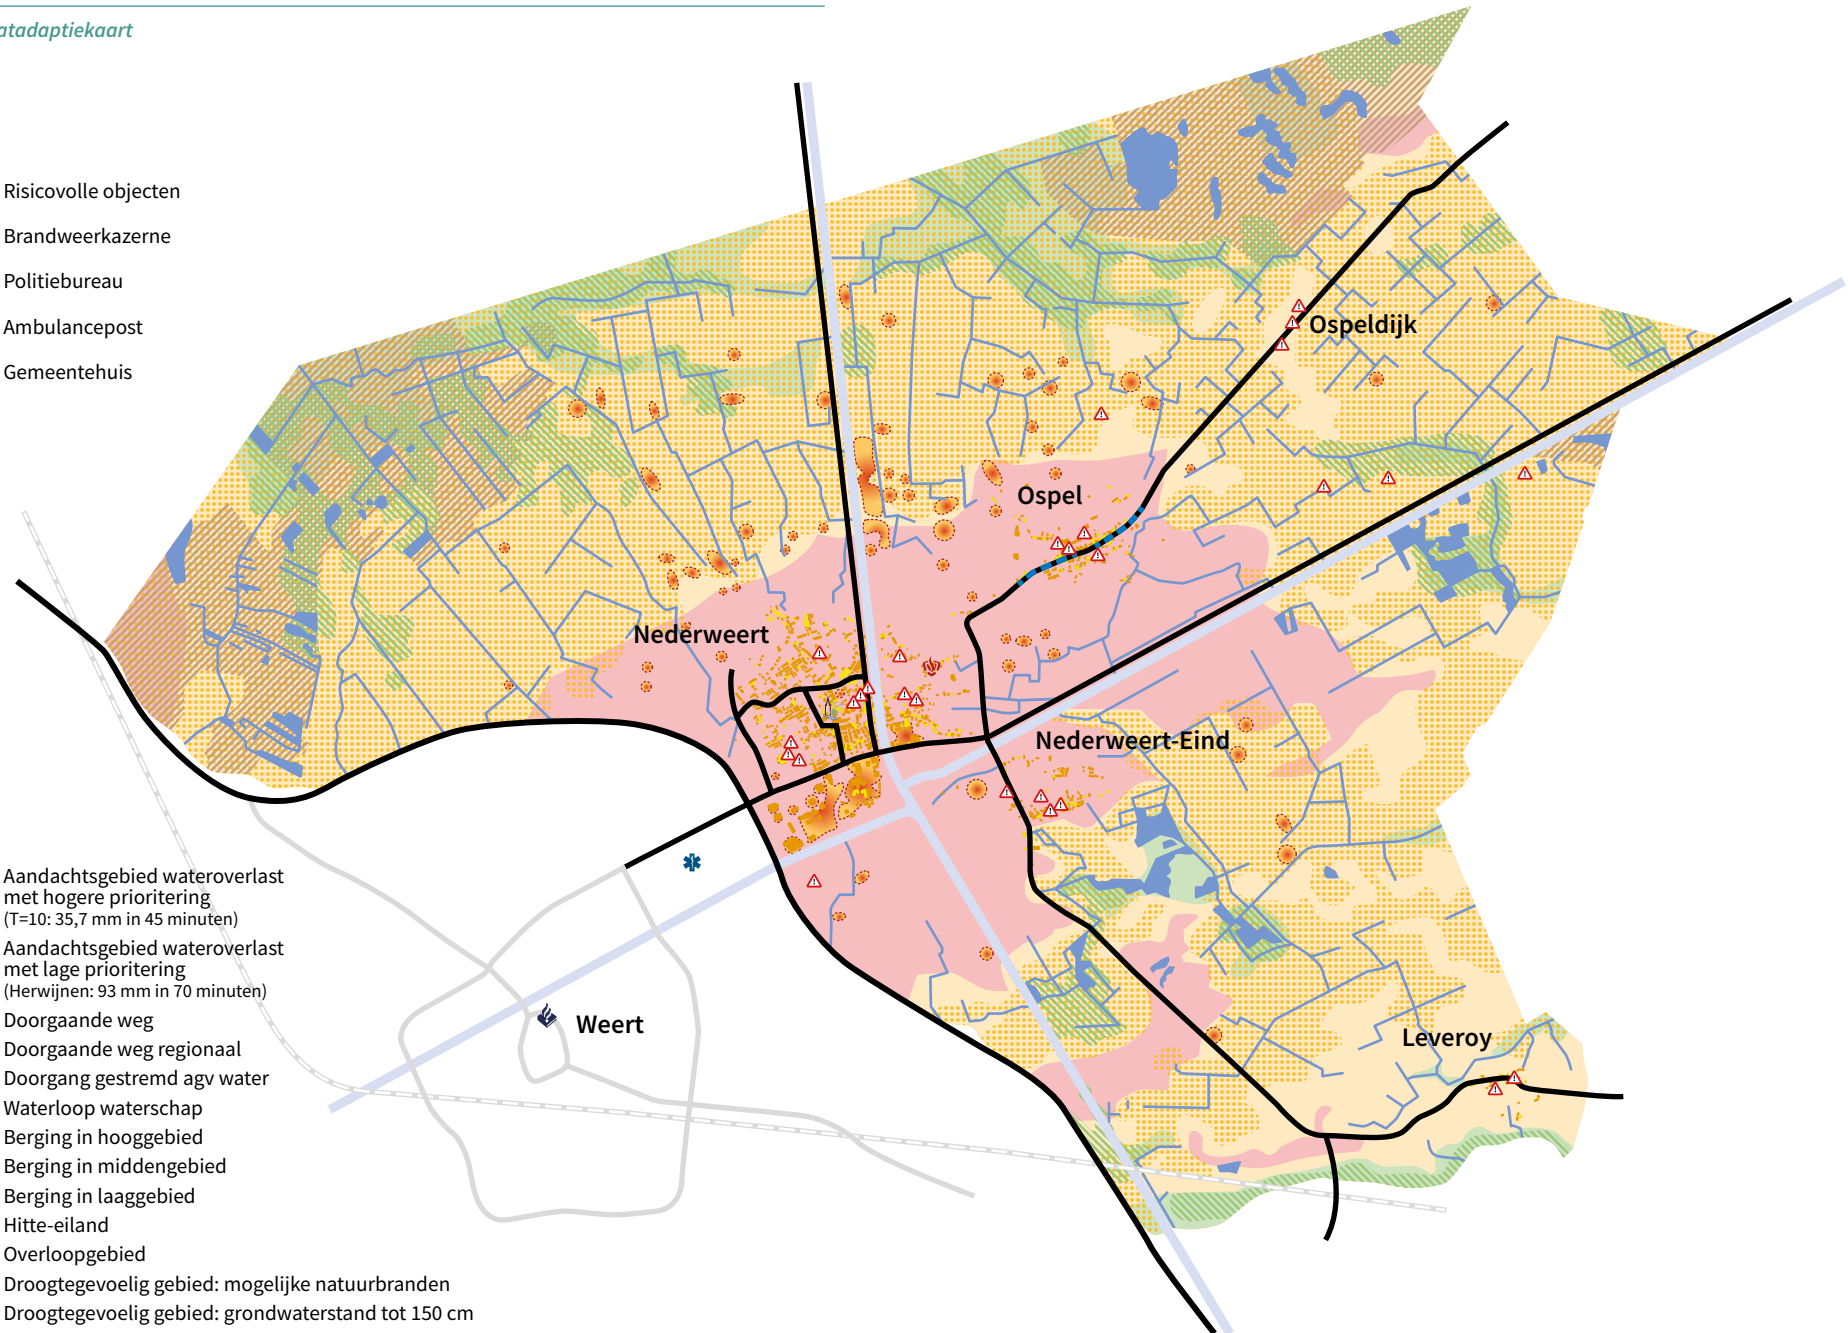 atadaptiekaart
Risicovolle objecten
Brandweerkazerne
Politiebureau
Ambulancepost
Gemeentehuis
Ospeldijk
Ospel
Nederweert
Nederweert-Eind
Weert
Leveroy
Aandachtsgebied wateroverlast
met hogere prioritering
(T=10: 35,7 mm in 45 minuten)
Aandachtsgebied wateroverlast
met lage prioritering
(Herwijnen: 93 mm in 70 minuten)
Doorgaande weg
Doorgaande weg regionaal
Doorgang gestremd agv water
Waterloop waterschap
Berging in hooggebied
Berging in middengebied
Berging in laaggebied
Hitte-eiland
Overloopgebied
Droogtegevoelig gebied: mogelijke natuurbranden
Droogtegevoelig gebied: grondwaterstand tot 150 cm